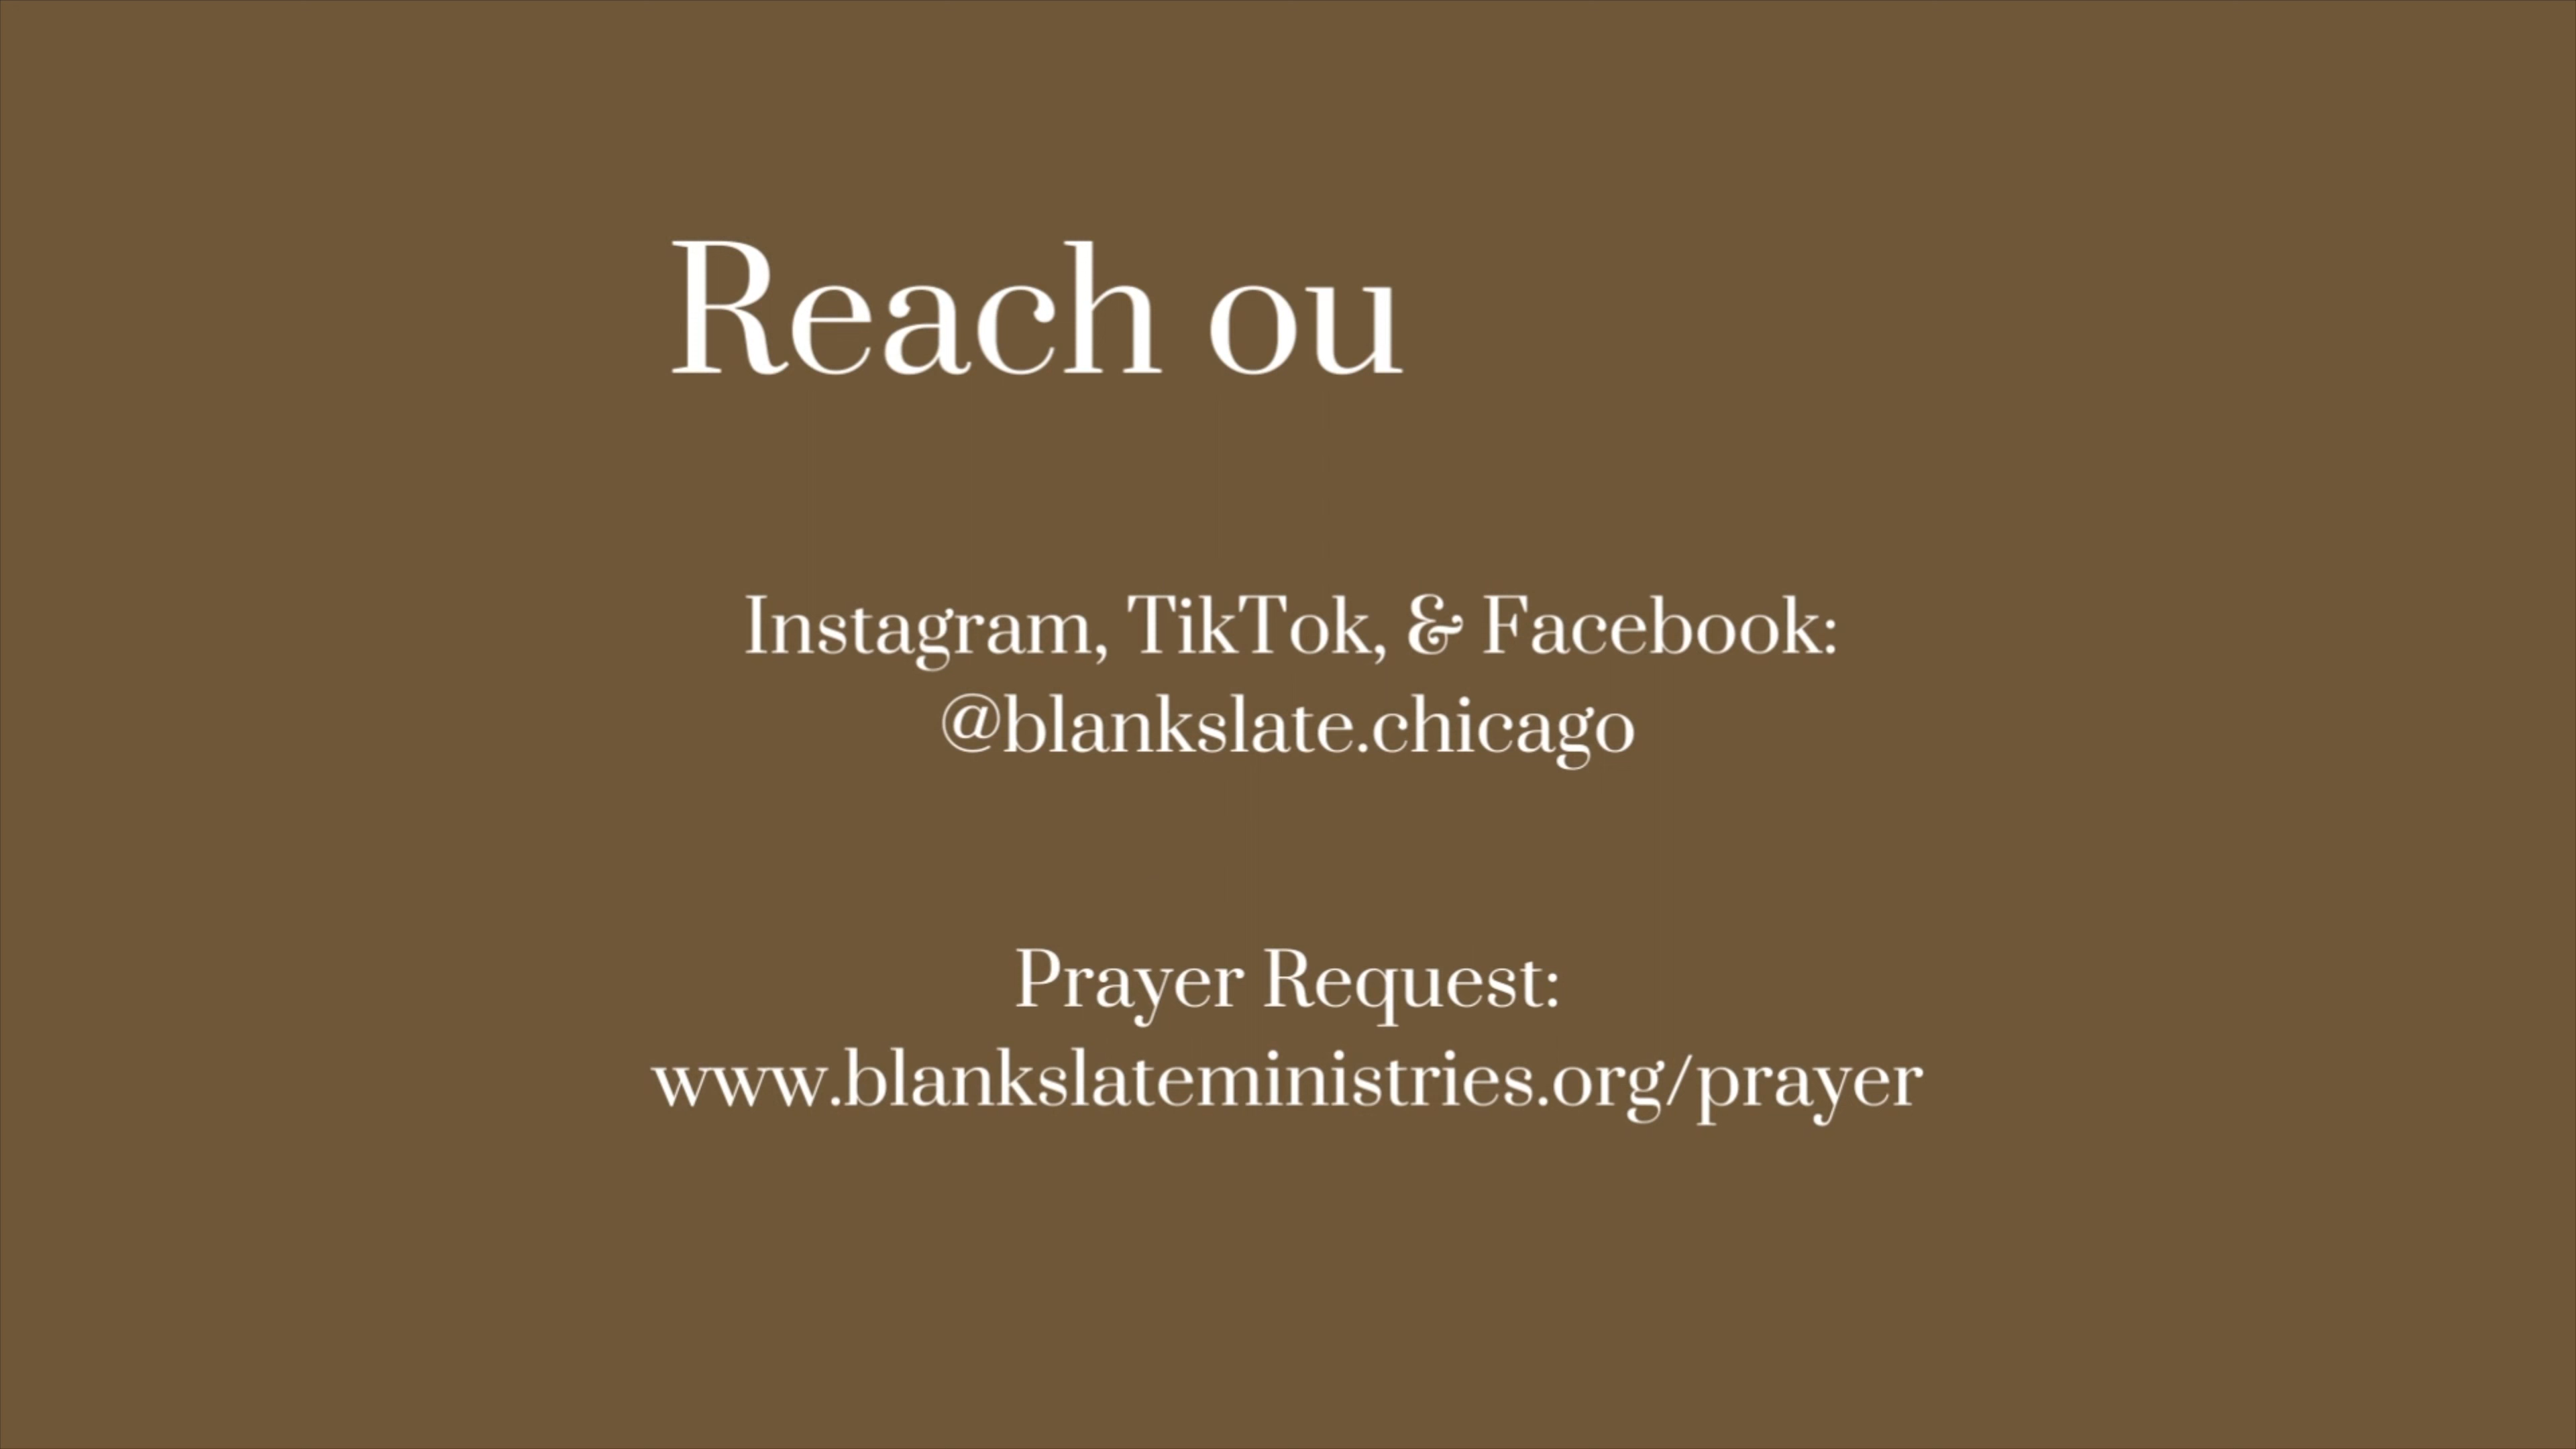 Reach ou
Instagram, TikTok, & Facebook:
@blankslate.chicago
Prayer Request:
www.blankslateministries.org/prayer